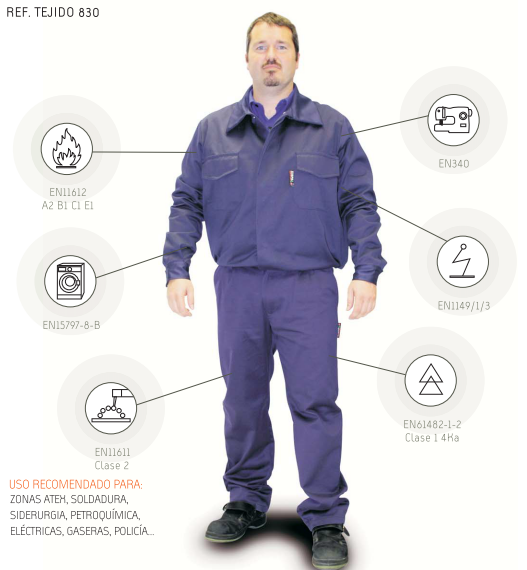 REF. TEJIDO 830
EN11612
A2 B1 C1 E1
EN340
EN15797-8-B
EN1149/1/3
EN11611
Clase 2
EN61482-1-2
Clase 1 4Ka
USO RECOMENDADO PARA:
ZONAS ATEH, SOLDADURA,
SIDERURGIA, PETROQUÍMICA,
ELÉCTRICAS, GASERAS, POLICÍA...